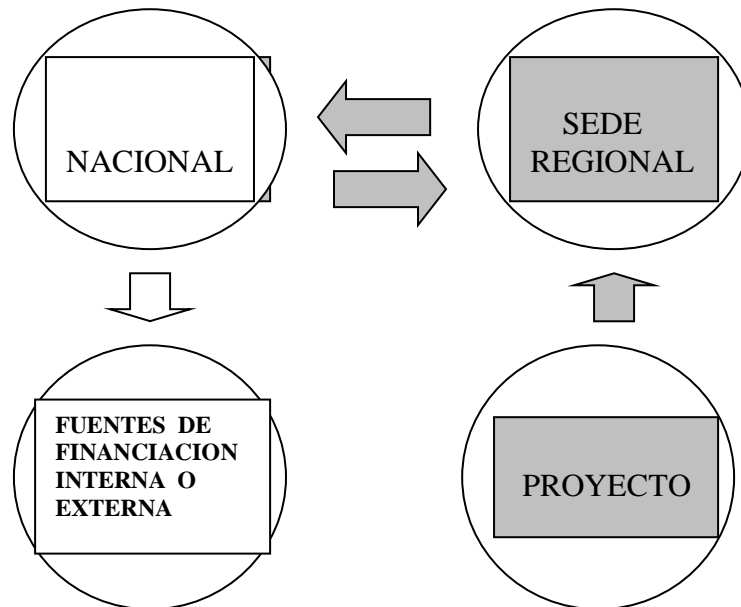 NACIONAL
SEDE
REGIONAL
FUENTES DE
FINANCIACION
INTERNA O
EXTERNA
PROYECTO